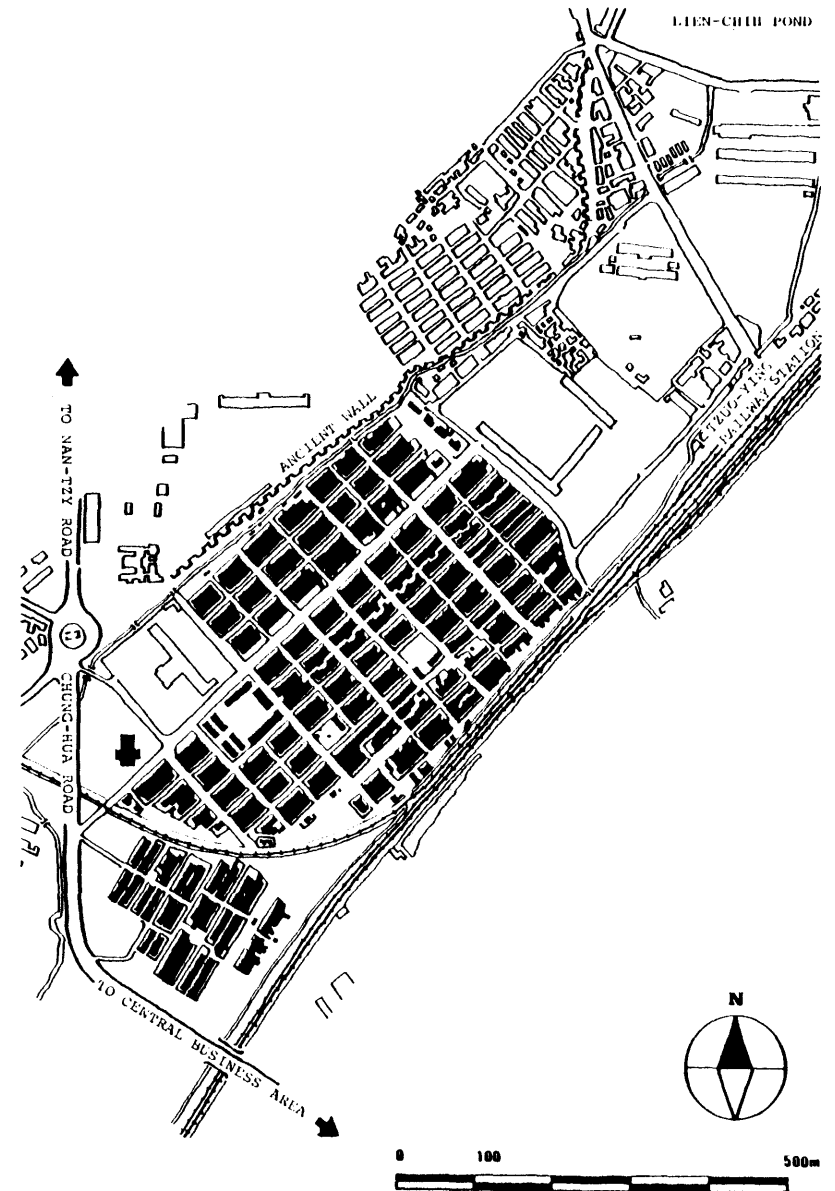 LIEN-CHIH POND
TO NAN-TZY ROAD
ANCIENT WALL
TZUO-YING
RAILWAY STATION
CHUNG-HUA ROAD
TO CENTRAL BUSINESS AREA
N
0 100 500m